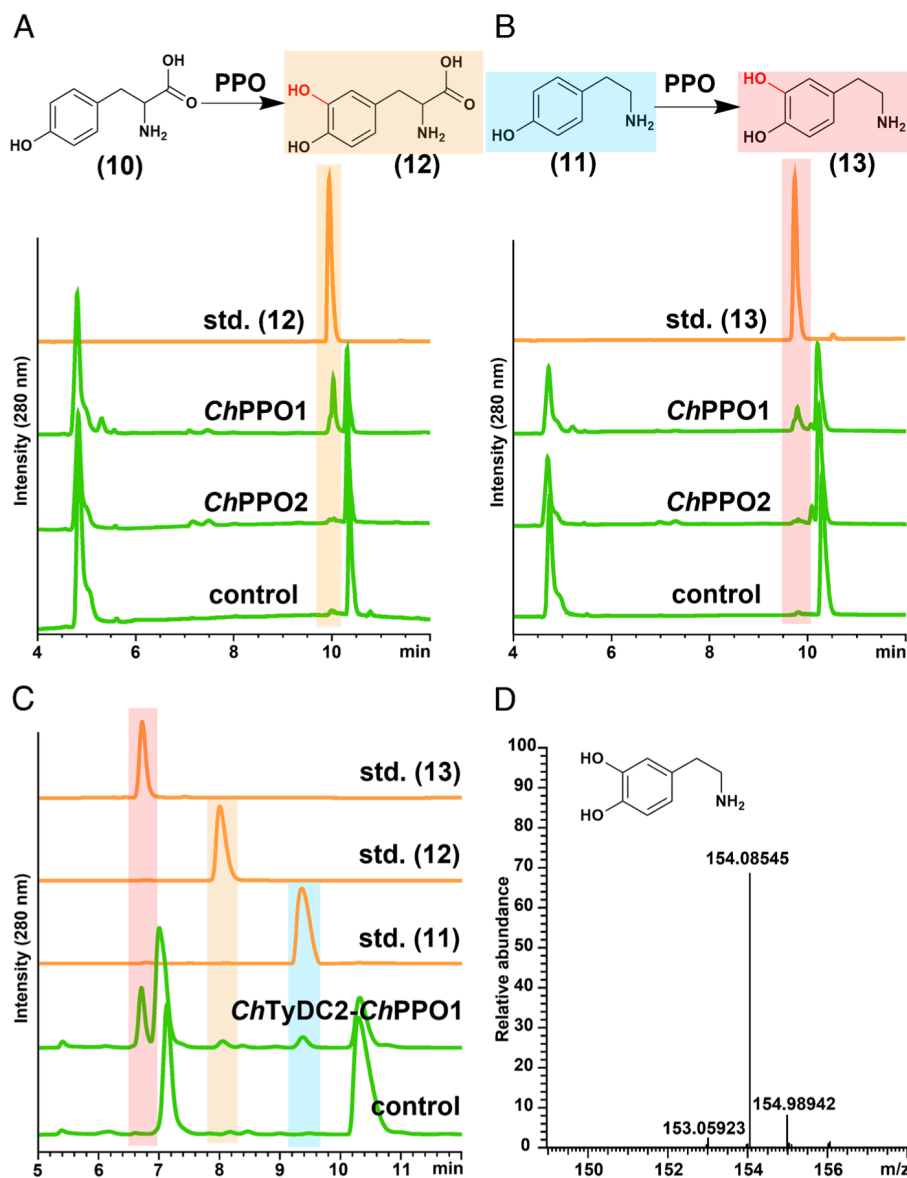 A
OH
O
NH₂
HO
(10)
PPO
HO
HO
OH
O
NH₂
(12)
Intensity (280 nm)
std. (12)
ChPPO1
ChPPO2
control
4 6 8 10 min
B
HO
NH₂
(11)
PPO
HO
HO
NH₂
(13)
Intensity (280 nm)
std. (13)
ChPPO1
ChPPO2
control
4 6 8 10 min
C
Intensity (280 nm)
std. (13)
std. (12)
std. (11)
ChTyDC2-ChPPO1
control
5 6 7 8 9 10 11 min
D
HO
HO
NH₂
Relative abundance
100
90
80
70
60
50
40
30
20
10
0
154.08545
153.05923
154.98942
150 152 154 156 m/z